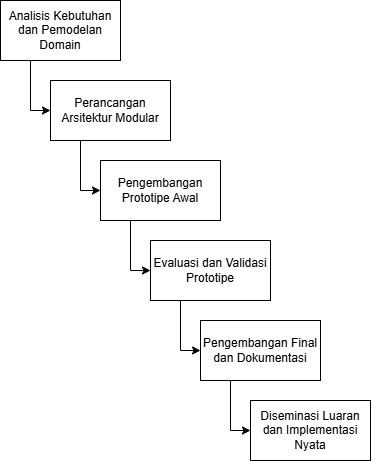 Analisis Kebutuhan
dan Pemodelan
Domain
Perancangan
Arsitektur Modular
Pengembangan
Prototipe Awal
Evaluasi dan Validasi
Prototipe
Pengembangan Final
dan Dokumentasi
Diseminasi Luaran
dan Implementasi
Nyata